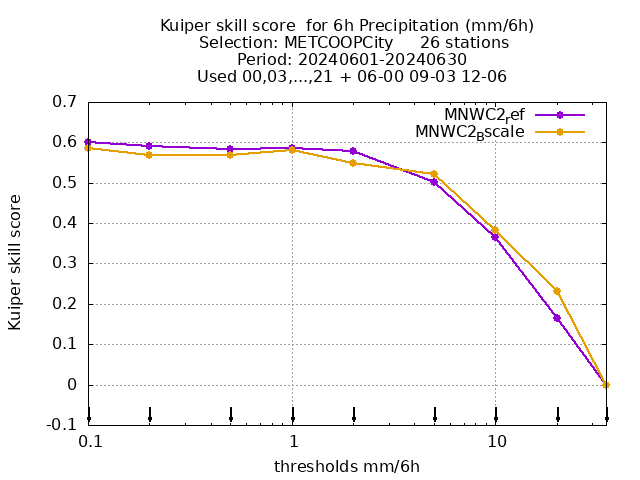 Kuiper skill score  for 6h Precipitation (mm/6h)
Selection: METCOOPCity     26 stations
Period: 20240601-20240630
Used 00,03,...,21 + 06-00 09-03 12-06
MNWC2_ref
MNWC2_Bscale
0.7
0.6
0.5
0.4
0.3
0.2
0.1
0
-0.1
Kuiper skill score
0.1
1
10
thresholds mm/6h